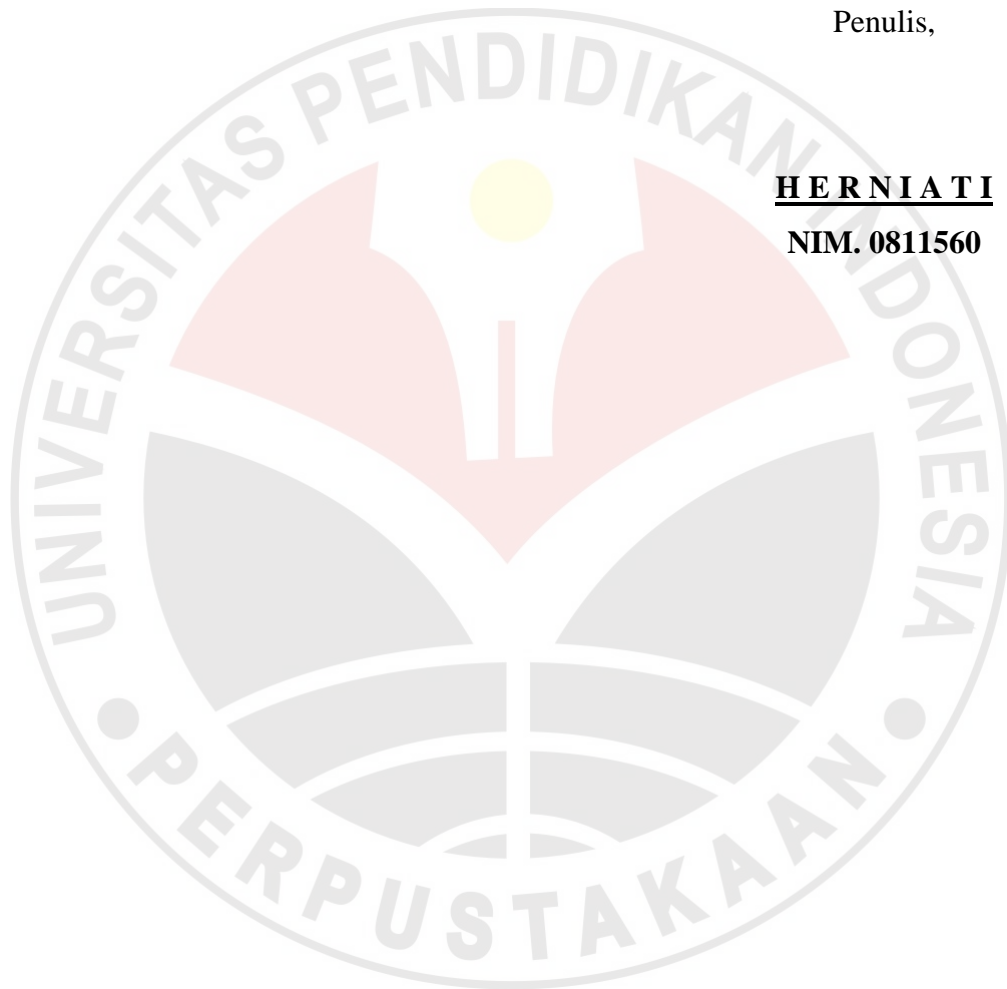 Penulis,
H E R N I A T I
NIM. 0811560
UNIVERSITAS PENDIDIKAN INDONESIA
PERPUSTAKAAN